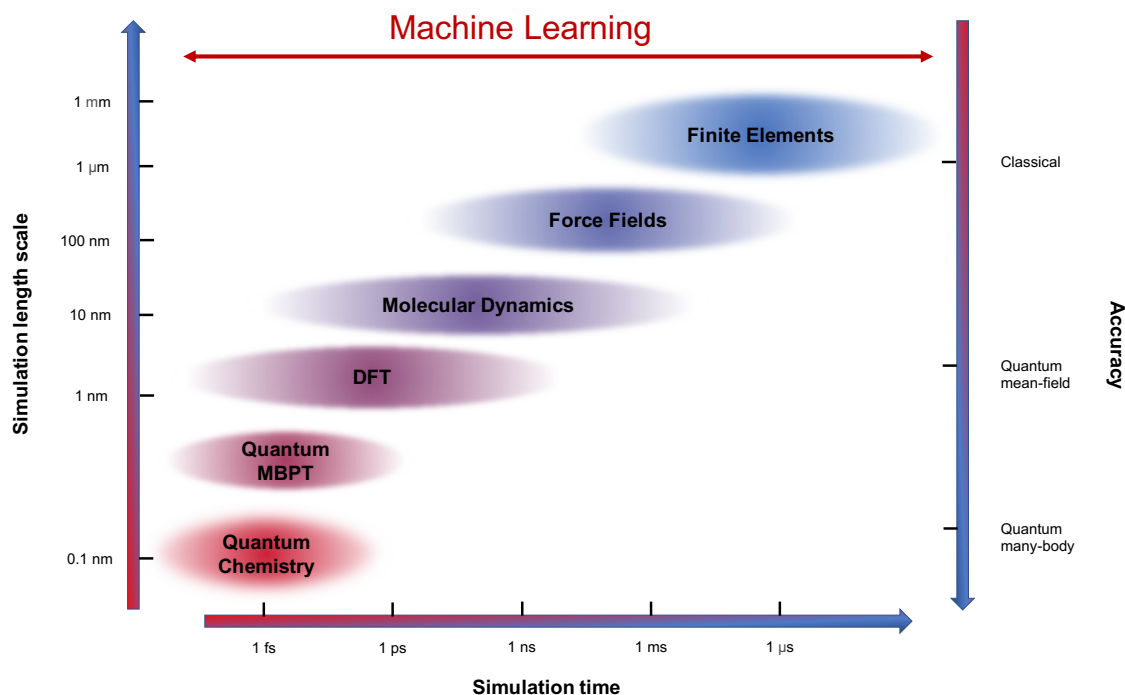 Machine Learning
1 mm
1 µm
100 nm
10 nm
1 nm
0.1 nm
Simulation length scale
Finite Elements
Force Fields
Molecular Dynamics
DFT
Quantum
MBPT
Quantum
Chemistry
Classical
Quantum
mean-field
Quantum
many-body
Accuracy
1 fs
1 ps
1 ns
1 ms
1 µs
Simulation time